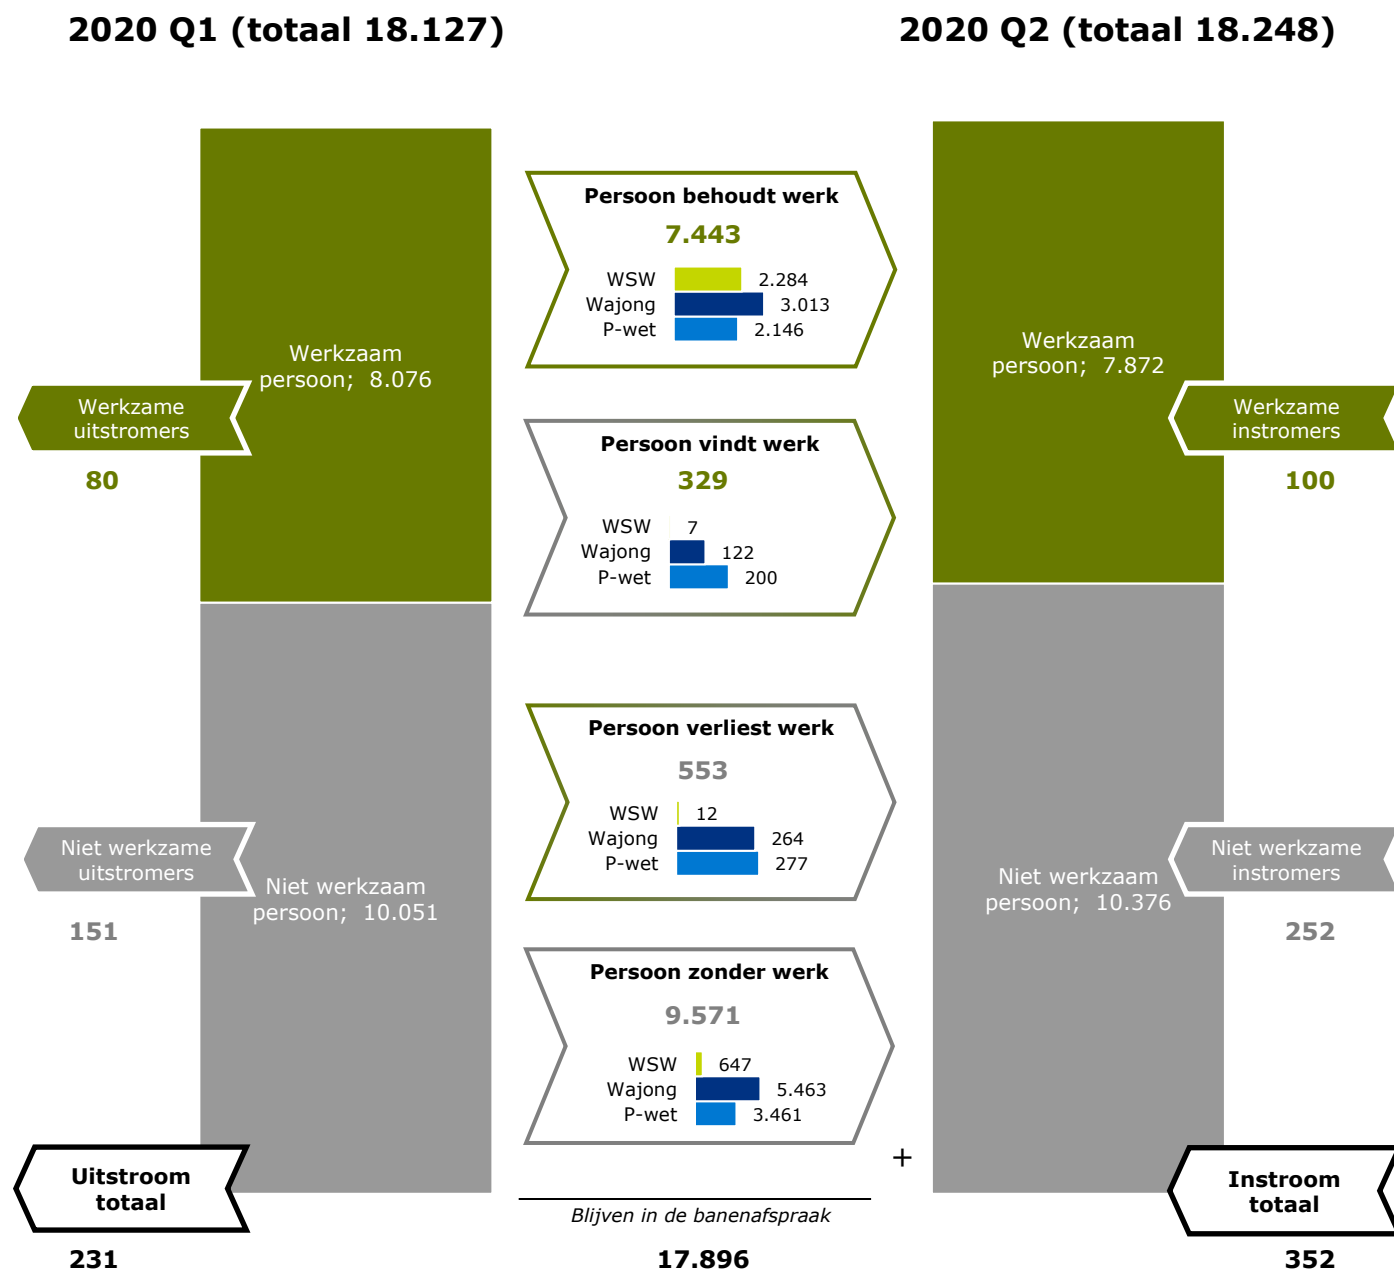 2020 Q1 (totaal 18.127)
2020 Q2 (totaal 18.248)
Werkzaam
persoon; 8.076
Werkzame
uitstromers
80
Niet werkzame
uitstromers
151
Niet werkzaam
persoon; 10.051
Uitstroom
totaal
231
Persoon behoudt werk
7.443
WSW 2.284
Wajong 3.013
P-wet 2.146
Persoon vindt werk
329
WSW 7
Wajong 122
P-wet 200
Persoon verliest werk
553
WSW 12
Wajong 264
P-wet 277
Persoon zonder werk
9.571
WSW 647
Wajong 5.463
P-wet 3.461
+
Blijven in de banenafspraak
17.896
Werkzaam
persoon; 7.872
Werkzame
instromers
100
Niet werkzaam
persoon; 10.376
Niet werkzame
instromers
252
Instroom
totaal
352